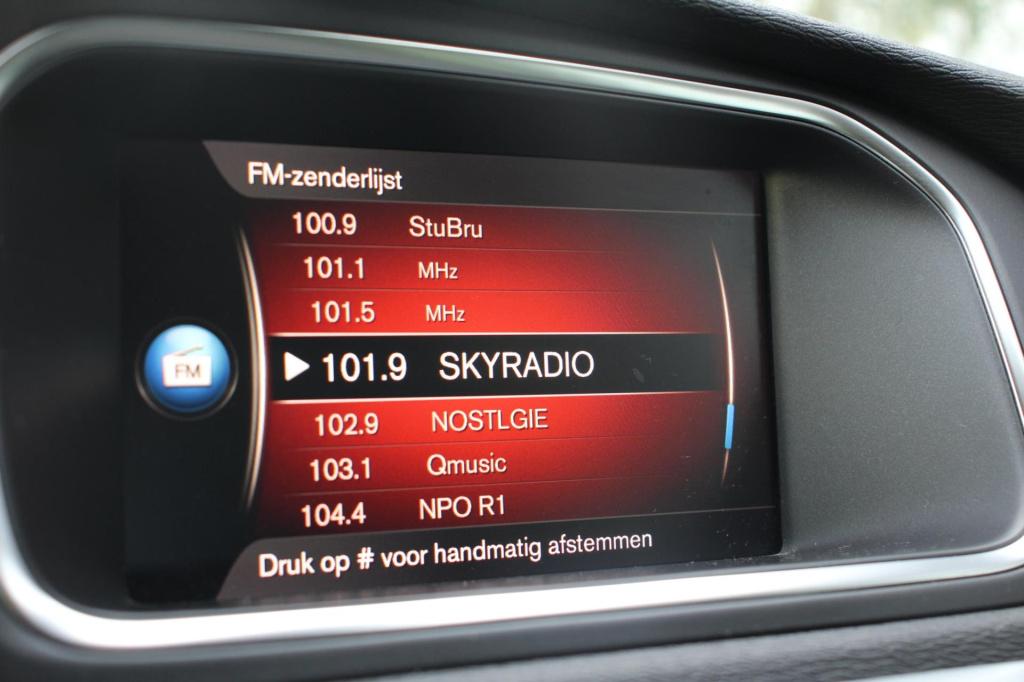 FM-zenderlijst
100.9 StuBru
101.1 MHz
101.5 MHz
FM
101.9 SKYRADIO
102.9 NOSTLGIE
103.1 Qmusic
104.4 NPO R1
Druk op # voor handmatig afstemmen